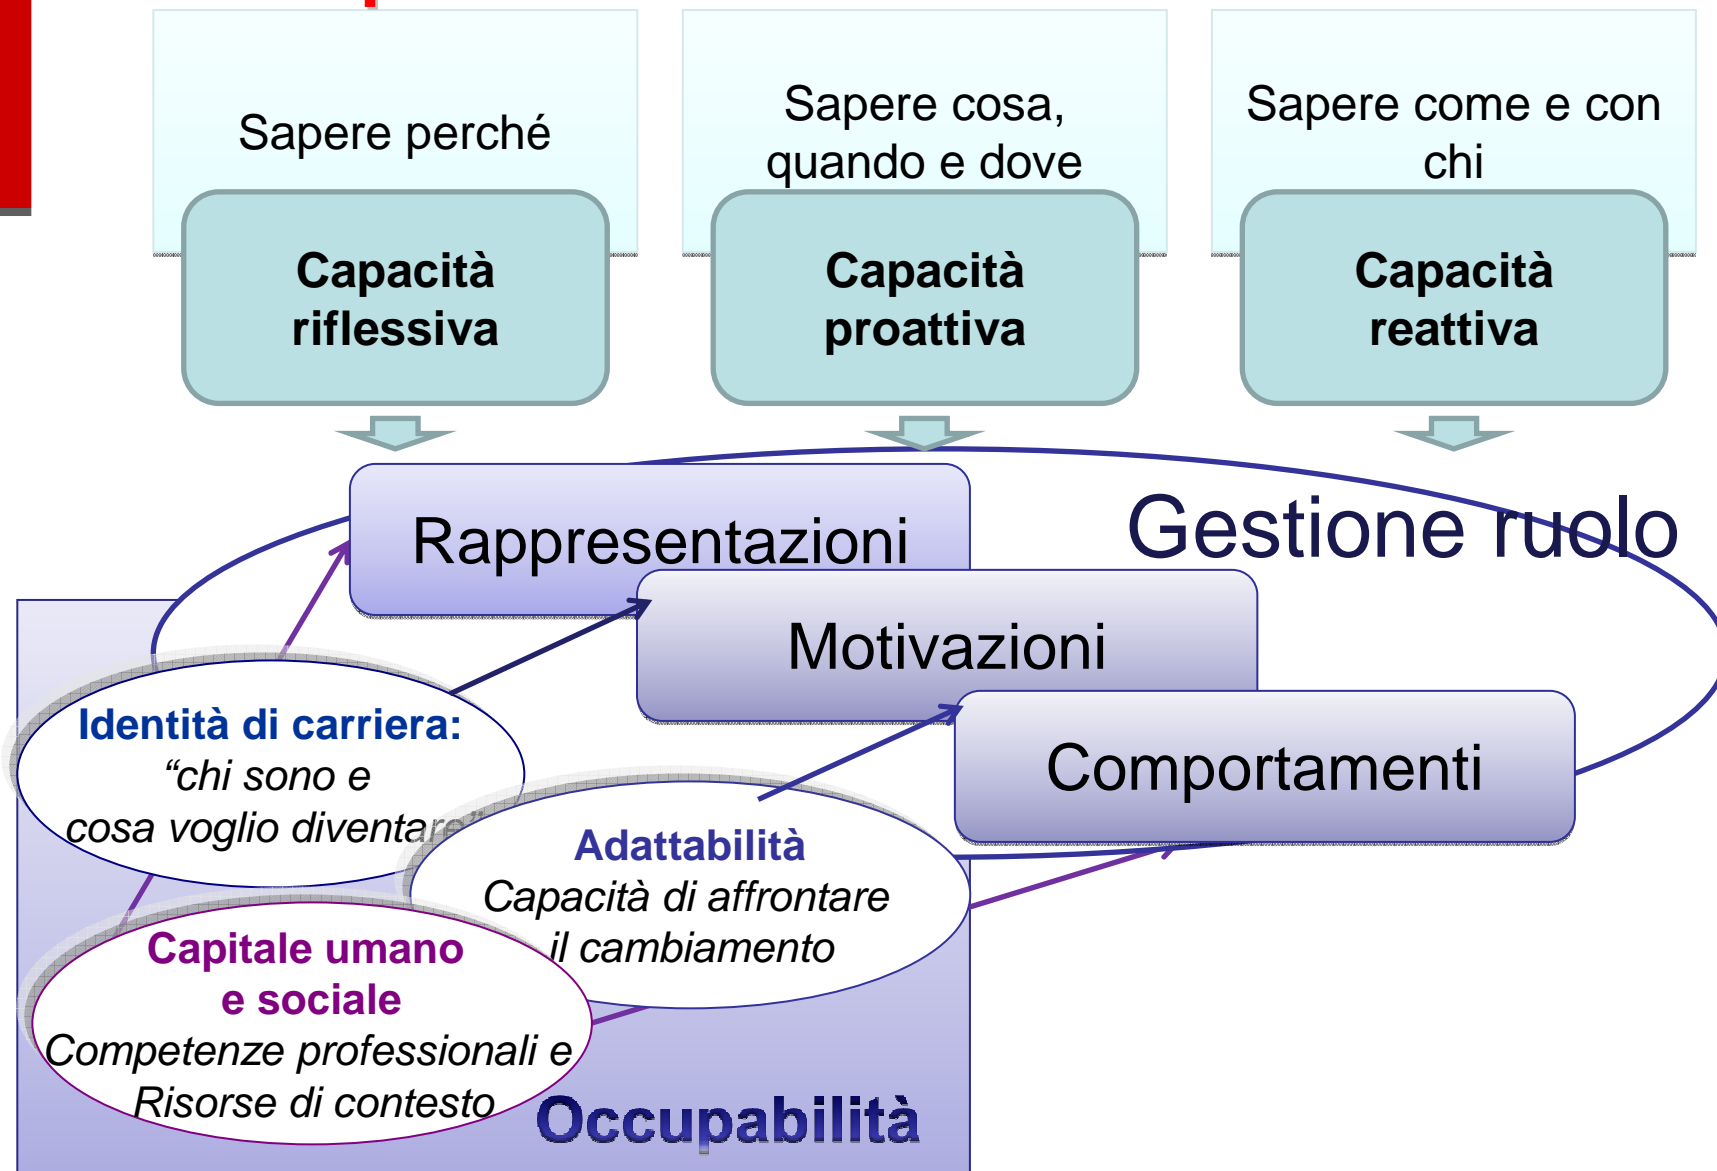 Sapere perché
Capacità
riflessiva
Sapere cosa,
quando e dove
Capacità
proattiva
Sapere come e con
chi
Capacità
reattiva
Gestione ruolo
Rappresentazioni
Motivazioni
Comportamenti
Identità di carriera:
“chi sono e
cosa voglio diventare”
Adattabilità
Capacità di affrontare
il cambiamento
Capitale umano
e sociale
Competenze professionali e
Risorse di contesto
Occupabilità